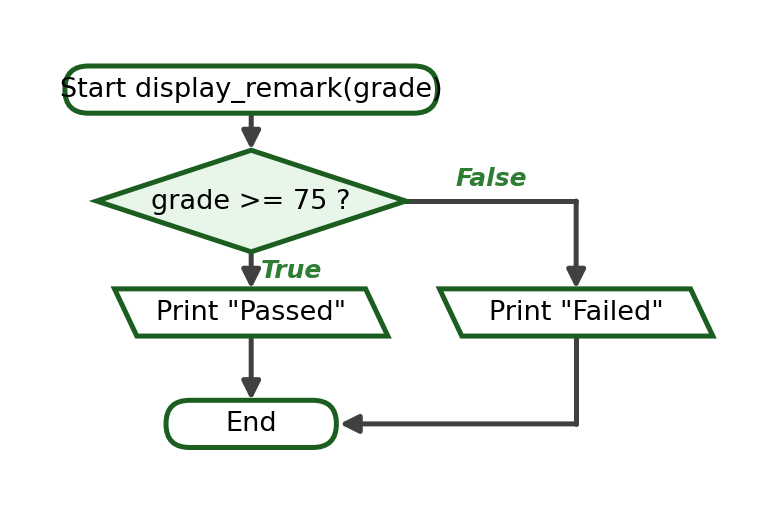 Start display_remark(grade)
grade >= 75 ?
False
True
Print "Passed"
Print "Failed"
End